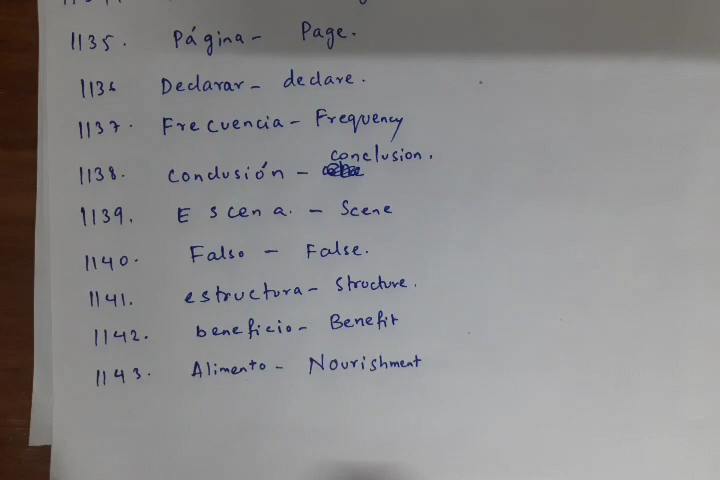 1135. Página - Page.
1136 Declarar - declare.
1137. Frecuencia - Frequency
1138. conclusión - conclusion.
1139. Escena. - Scene
1140. Falso - False.
1141. estructura - structure.
1142. beneficio - Benefit
1143. Alimento - Nourishment